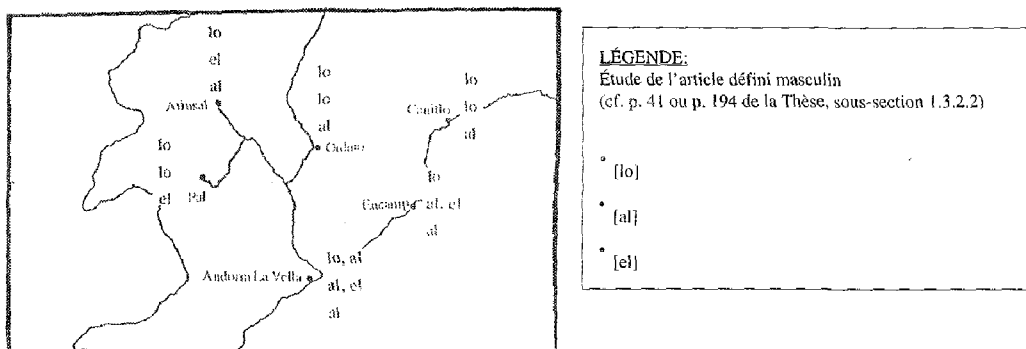 lo
el
al
Arinsal
lo
lo
al
Ordino
lo
lo
al
Canillo
lo
lo
el
Pal
lo
al, el
al
Encamp
lo, al
al, el
al
Andorra La Vella
LÉGENDE:
Étude de l'article défini masculin
(cf. p. 41 ou p. 194 de la Thèse, sous-section 1.3.2.2)
[lo]
[al]
[el]